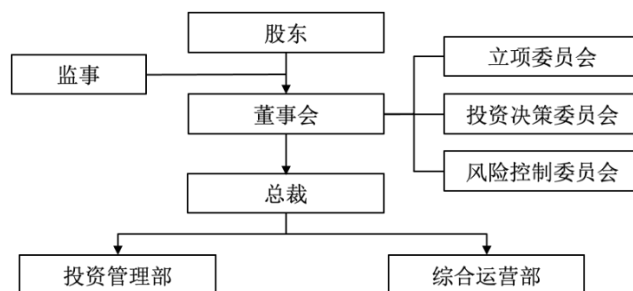 股东
监事
立项委员会
董事会
投资决策委员会
风险控制委员会
总裁
投资管理部
综合运营部